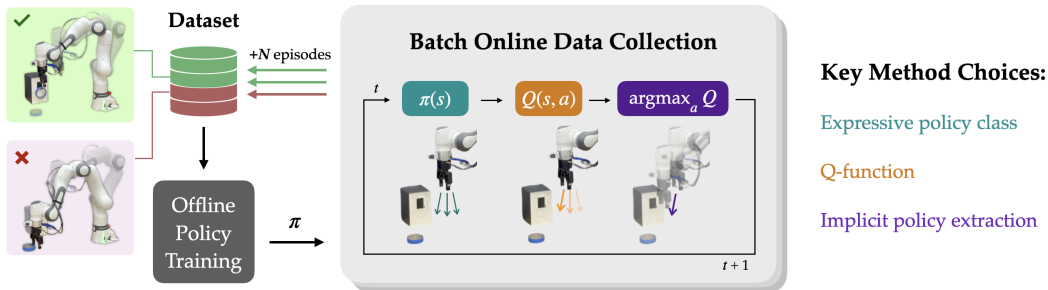 Dataset
+N episodes
Offline
Policy
Training
π
Batch Online Data Collection
t
π(s)
Q(s, a)
argmaxₐ Q
t + 1
Key Method Choices:
Expressive policy class
Q-function
Implicit policy extraction